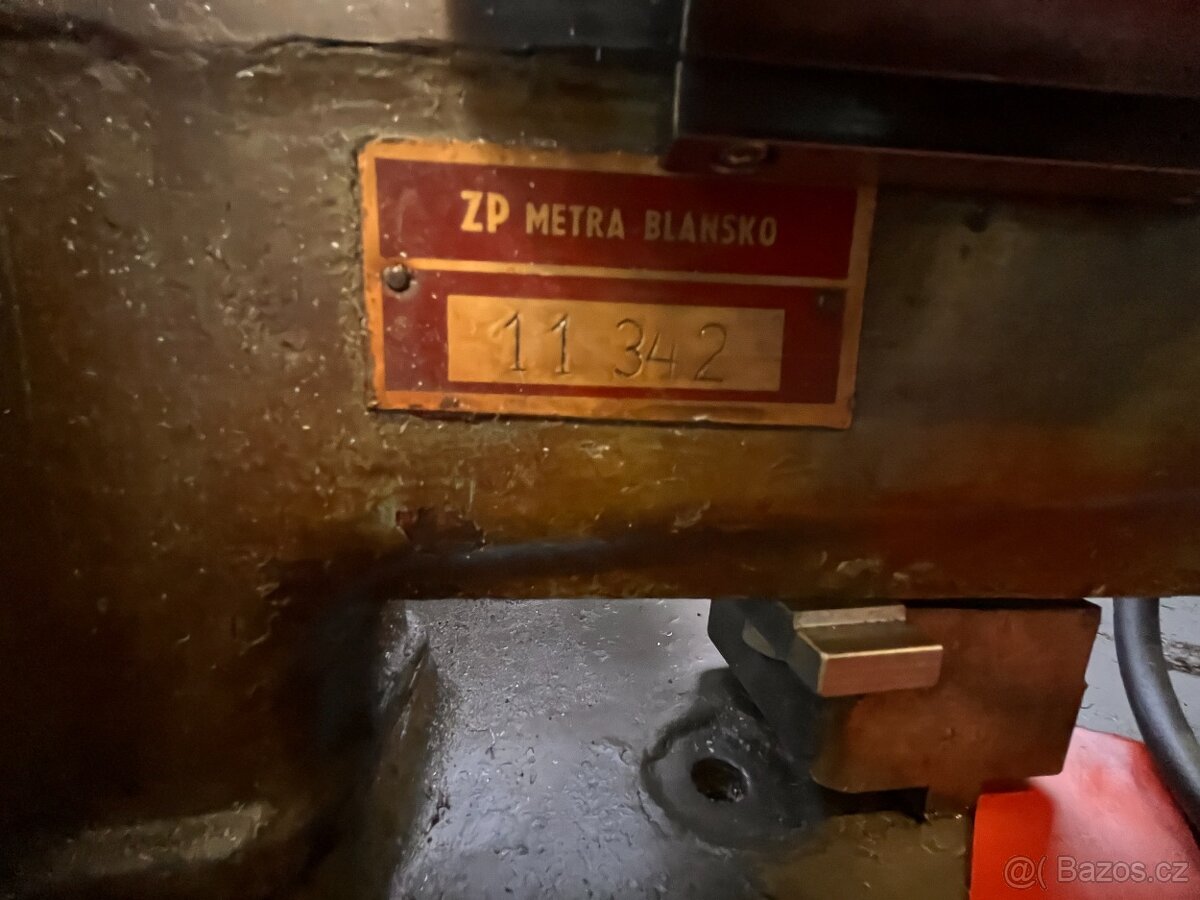 ZP METRA BLANSKO
11 342
@( Bazos.cz